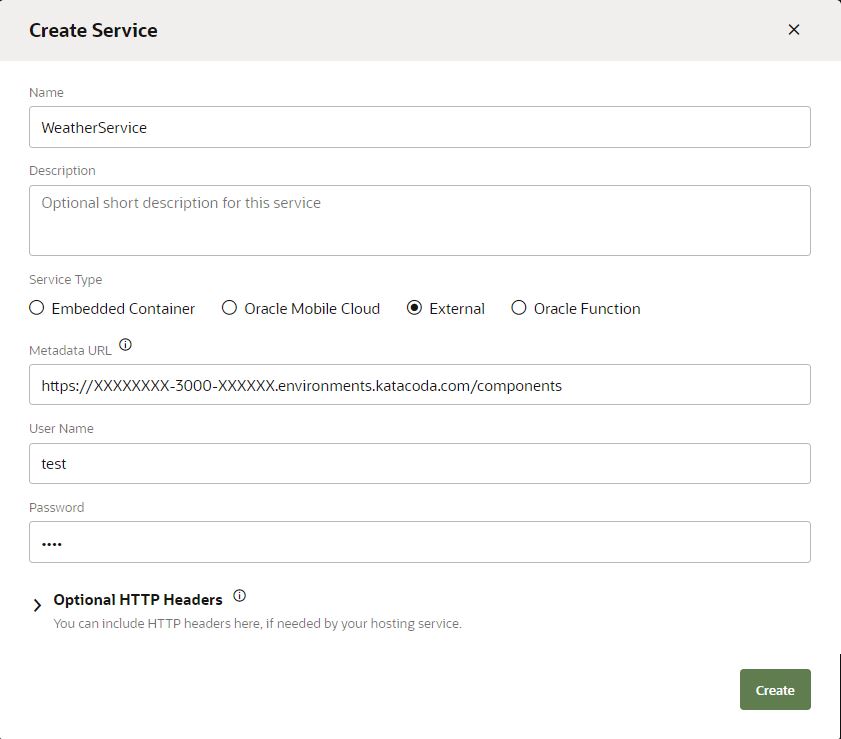 Create Service
Name
WeatherService
Description
Optional short description for this service
Service Type
Embedded Container Oracle Mobile Cloud External Oracle Function
Metadata URL
https://XXXXXXXX-3000-XXXXXX.environments.katacoda.com/components
User Name
test
Password
••••
Optional HTTP Headers
You can include HTTP headers here, if needed by your hosting service.
Create